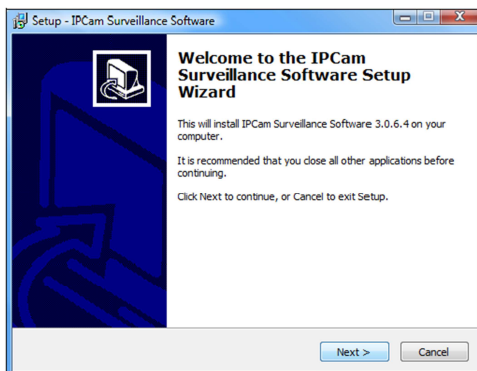 Setup - IPCam Surveillance Software
Welcome to the IPCam
Surveillance Software Setup
Wizard
This will install IPCam Surveillance Software 3.0.6.4 on your
computer.
It is recommended that you close all other applications before
continuing.
Click Next to continue, or Cancel to exit Setup.
Next >
Cancel